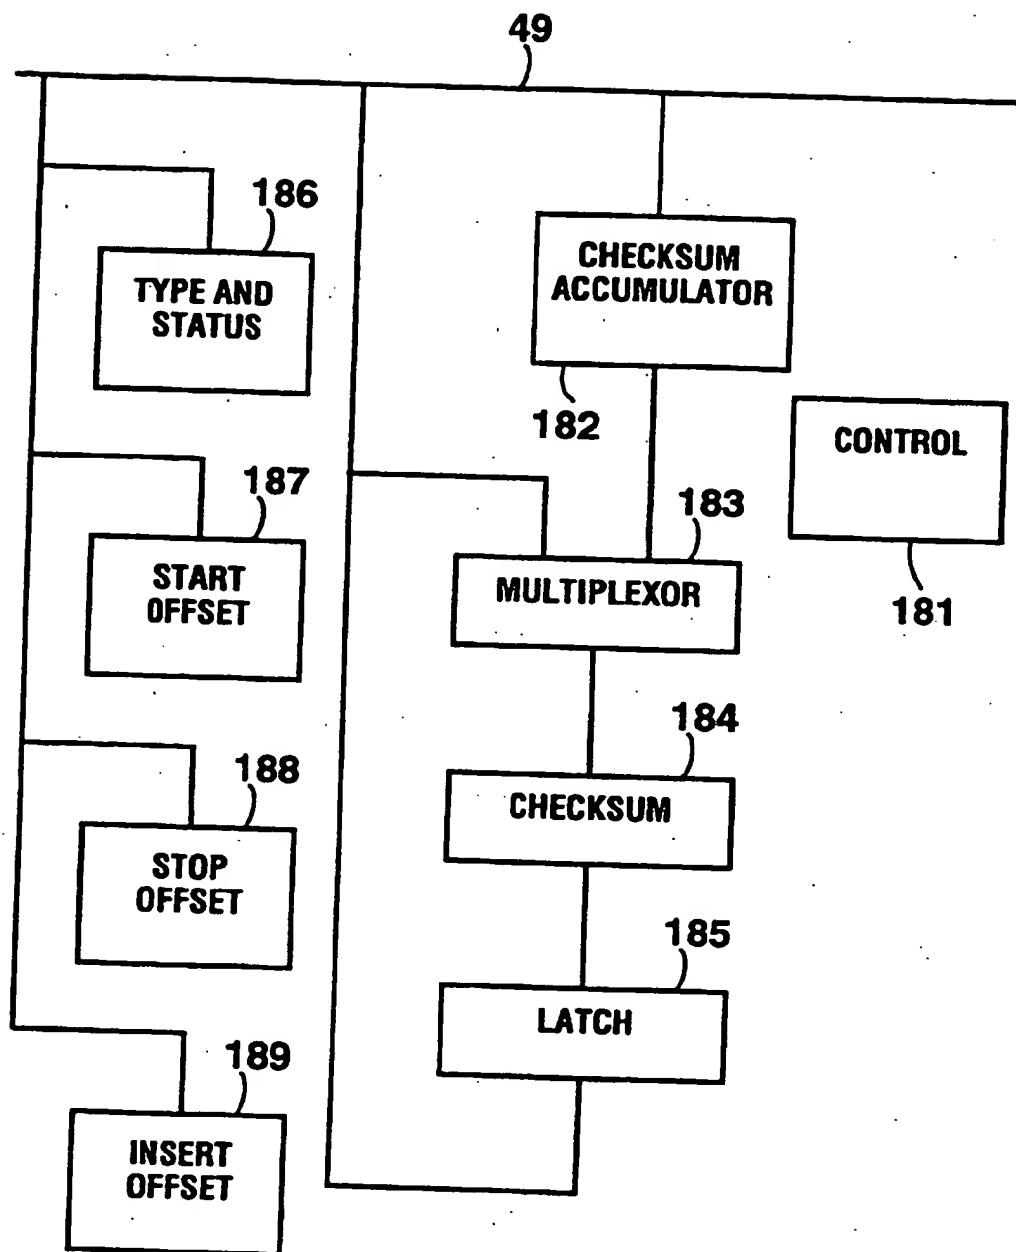 49
186
TYPE AND
STATUS
CHECKSUM
ACCUMULATOR
182
CONTROL
181
187
START
OFFSET
183
MULTIPLEXOR
184
CHECKSUM
188
STOP
OFFSET
185
LATCH
189
INSERT
OFFSET